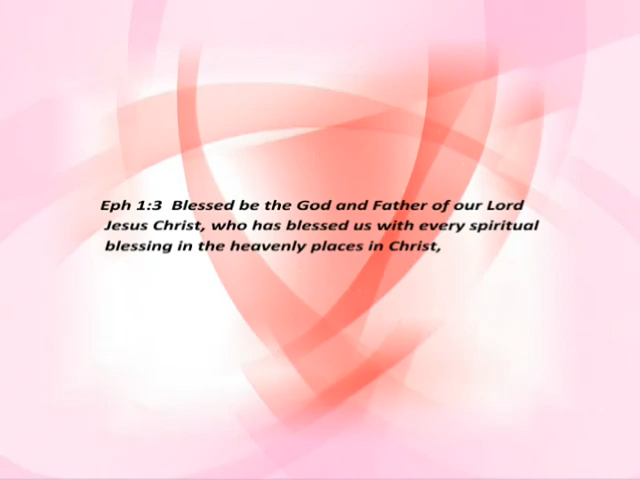 Eph 1:3  Blessed be the God and Father of our Lord
Jesus Christ, who has blessed us with every spiritual
blessing in the heavenly places in Christ,